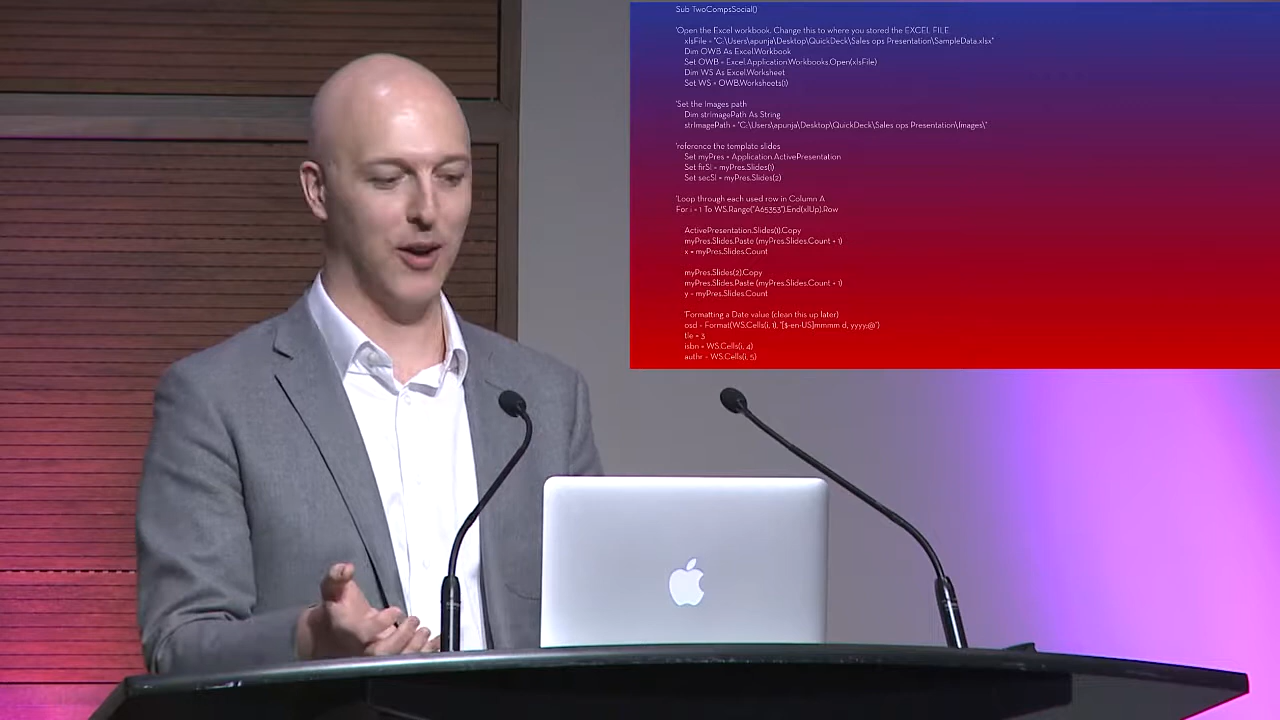 Sub TwoCompsSocial()
'Open the Excel workbook. Change this to where you stored the EXCEL FILE
xlsFile = "C:\Users\apunja\Desktop\QuickDeck\Sales ops Presentation\SampleData.xlsx"
Dim OWB As Excel.Workbook
Set OWB = Excel.Application.Workbooks.Open(xlsFile)
Dim WS As Excel.Worksheet
Set WS = OWB.Worksheets(1)
'Set the Images path
Dim strImagePath As String
strImagePath = "C:\Users\apunja\Desktop\QuickDeck\Sales ops Presentation\Images\"
'reference the template slides
Set myPres = Application.ActivePresentation
Set firSl = myPres.Slides(1)
Set secSl = myPres.Slides(2)
'Loop through each used row in Column A
For i = 1 To WS.Range("A65353").End(xlUp).Row
ActivePresentation.Slides(1).Copy
myPres.Slides.Paste (myPres.Slides.Count + 1)
x = myPres.Slides.Count
myPres.Slides(2).Copy
myPres.Slides.Paste (myPres.Slides.Count + 1)
y = myPres.Slides.Count
'Formatting a Date value (clean this up later)
osd = Format(WS.Cells(i, 1), "[$-en-US]mmmm d, yyyy;@")
tle = 3
isbn = WS.Cells(i, 4)
authr = WS.Cells(i, 5)